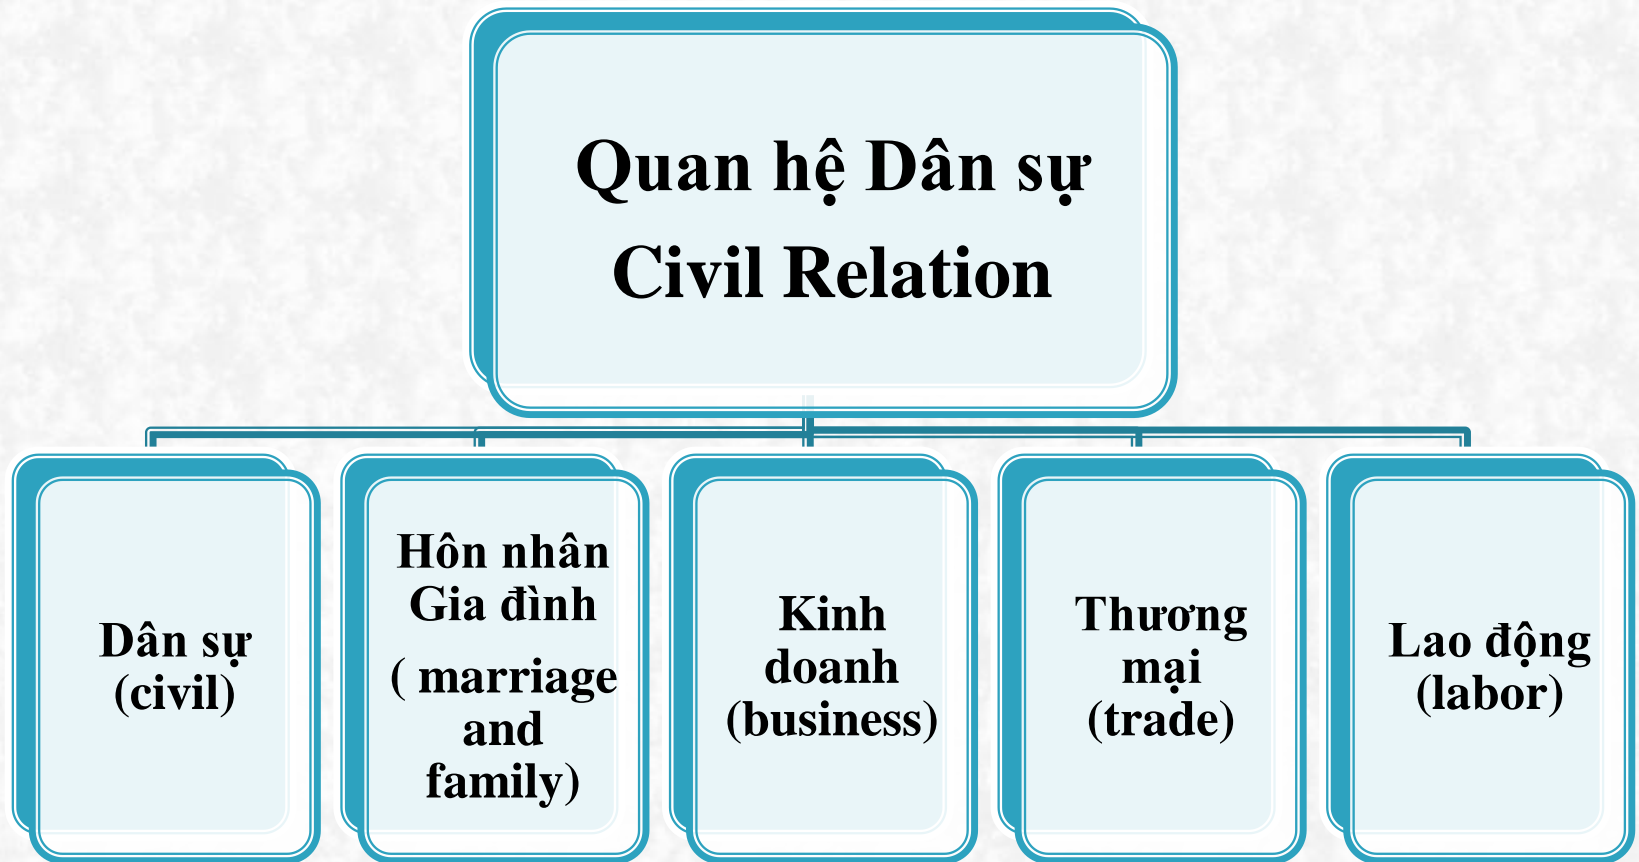 Quan hệ Dân sự
Civil Relation
Dân sự
(civil)
Hôn nhân
Gia đình
( marriage
and
family)
Kinh
doanh
(business)
Thương
mại
(trade)
Lao động
(labor)